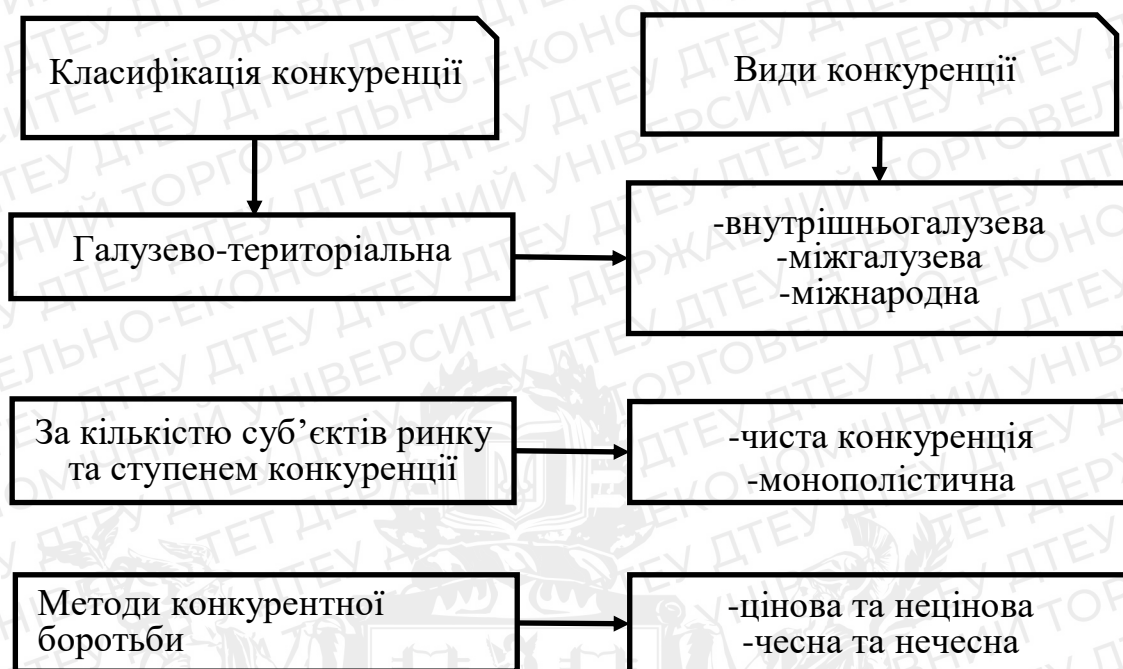 Класифікація конкуренції
Види конкуренції
Галузево-територіальна
-внутрішньогалузева
-міжгалузева
-міжнародна
За кількістю суб’єктів ринку
та ступенем конкуренції
-чиста конкуренція
-монополістична
Методи конкурентної
боротьби
-цінова та нецінова
-чесна та нечесна